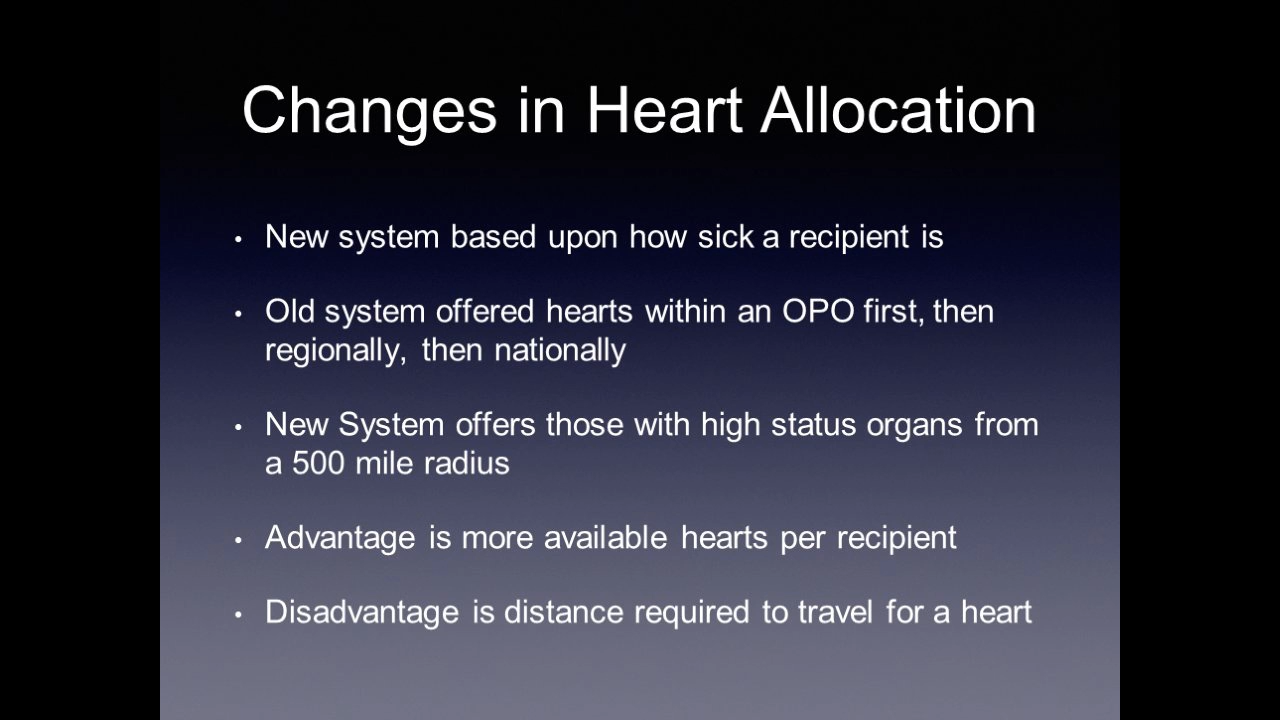 Changes in Heart Allocation
• New system based upon how sick a recipient is
• Old system offered hearts within an OPO first, then
regionally, then nationally
• New System offers those with high status organs from
a 500 mile radius
• Advantage is more available hearts per recipient
• Disadvantage is distance required to travel for a heart